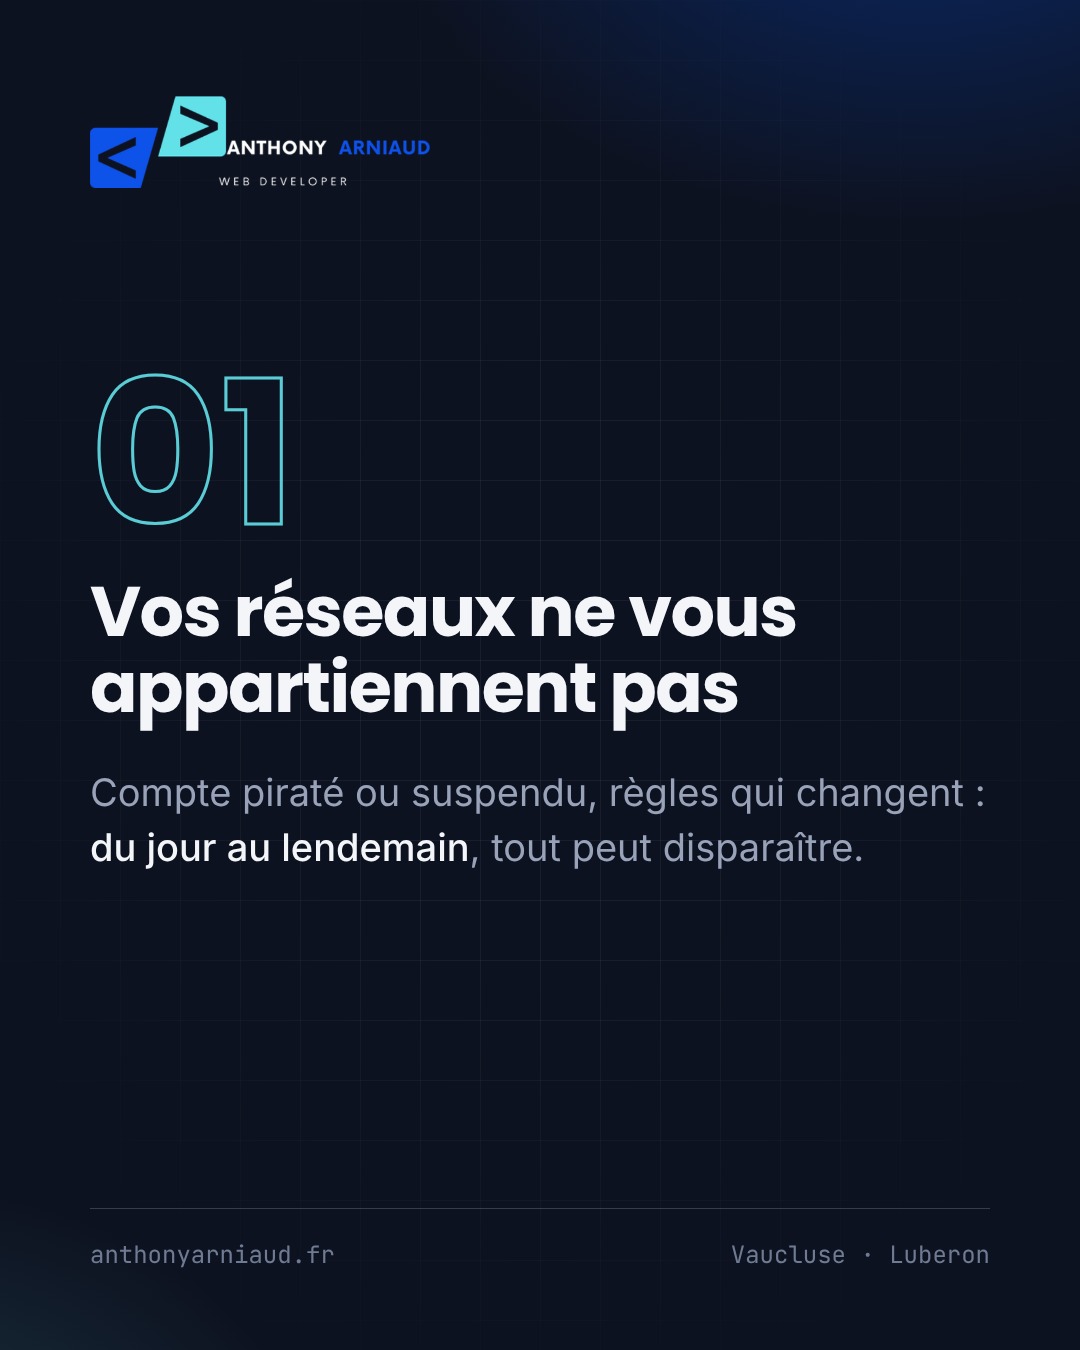 < >
ANTHONY ARNIAUD
WEB DEVELOPER
01
Vos réseaux ne vous
appartiennent pas
Compte piraté ou suspendu, règles qui changent :
du jour au lendemain, tout peut disparaître.
anthonyarniaud.fr
Vaucluse · Luberon